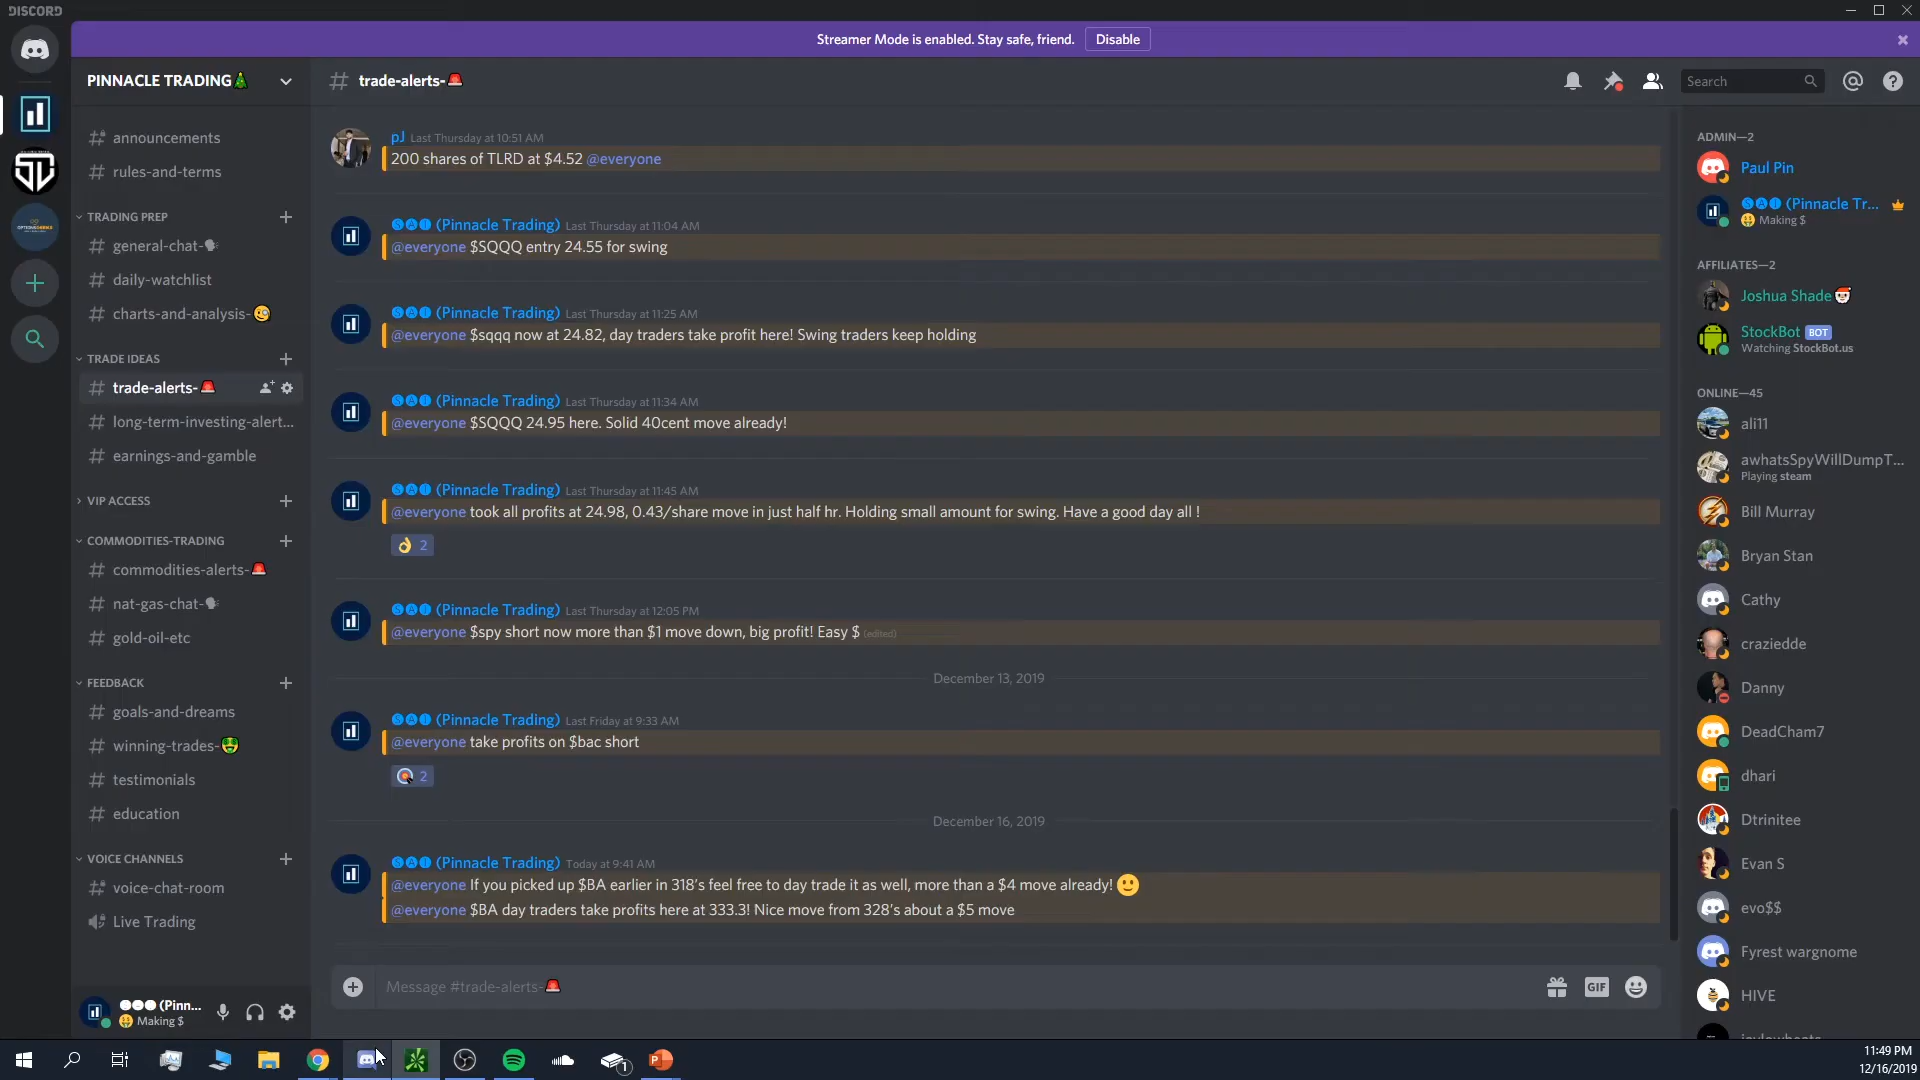 DISCORD
Streamer Mode is enabled. Stay safe, friend.
Disable
PINNACLE TRADING🎄
# trade-alerts-🚨
Search
announcements
rules-and-terms
TRADING PREP
general-chat-🗣
daily-watchlist
charts-and-analysis-🧐
TRADE IDEAS
trade-alerts-🚨
long-term-investing-alert...
earnings-and-gamble
VIP ACCESS
COMMODITIES-TRADING
commodities-alerts-🚨
nat-gas-chat-🗣
gold-oil-etc
FEEDBACK
goals-and-dreams
winning-trades-🤑
testimonials
education
VOICE CHANNELS
voice-chat-room
Live Trading
(Pinn...
🤑 Making $
pJ Last Thursday at 10:51 AM
200 shares of TLRD at $4.52 @everyone
🅢🅐🅘 (Pinnacle Trading) Last Thursday at 11:04 AM
@everyone $SQQQ entry 24.55 for swing
🅢🅐🅘 (Pinnacle Trading) Last Thursday at 11:25 AM
@everyone $sqqq now at 24.82, day traders take profit here! Swing traders keep holding
🅢🅐🅘 (Pinnacle Trading) Last Thursday at 11:34 AM
@everyone $SQQQ 24.95 here. Solid 40cent move already!
🅢🅐🅘 (Pinnacle Trading) Last Thursday at 11:45 AM
@everyone took all profits at 24.98, 0.43/share move in just half hr. Holding small amount for swing. Have a good day all !
👌 2
🅢🅐🅘 (Pinnacle Trading) Last Thursday at 12:05 PM
@everyone $spy short now more than $1 move down, big profit! Easy $ (edited)
December 13, 2019
🅢🅐🅘 (Pinnacle Trading) Last Friday at 9:33 AM
@everyone take profits on $bac short
2
December 16, 2019
🅢🅐🅘 (Pinnacle Trading) Today at 9:41 AM
@everyone If you picked up $BA earlier in 318's feel free to day trade it as well, more than a $4 move already! 🙂
@everyone $BA day traders take profits here at 333.3! Nice move from 328's about a $5 move
Message #trade-alerts-🚨
GIF
ADMIN—2
Paul Pin
🅢🅐🅘 (Pinnacle Tr...
🤑 Making $
AFFILIATES—2
Joshua Shade🎅
StockBot BOT
Watching StockBot.us
ONLINE—45
ali11
awhatsSpyWillDumpT...
Playing steam
Bill Murray
Bryan Stan
Cathy
craziedde
Danny
DeadCham7
dhari
Dtrinitee
Evan S
evo$$
Fyrest wargnome
HIVE
1
11:49 PM
12/16/2019